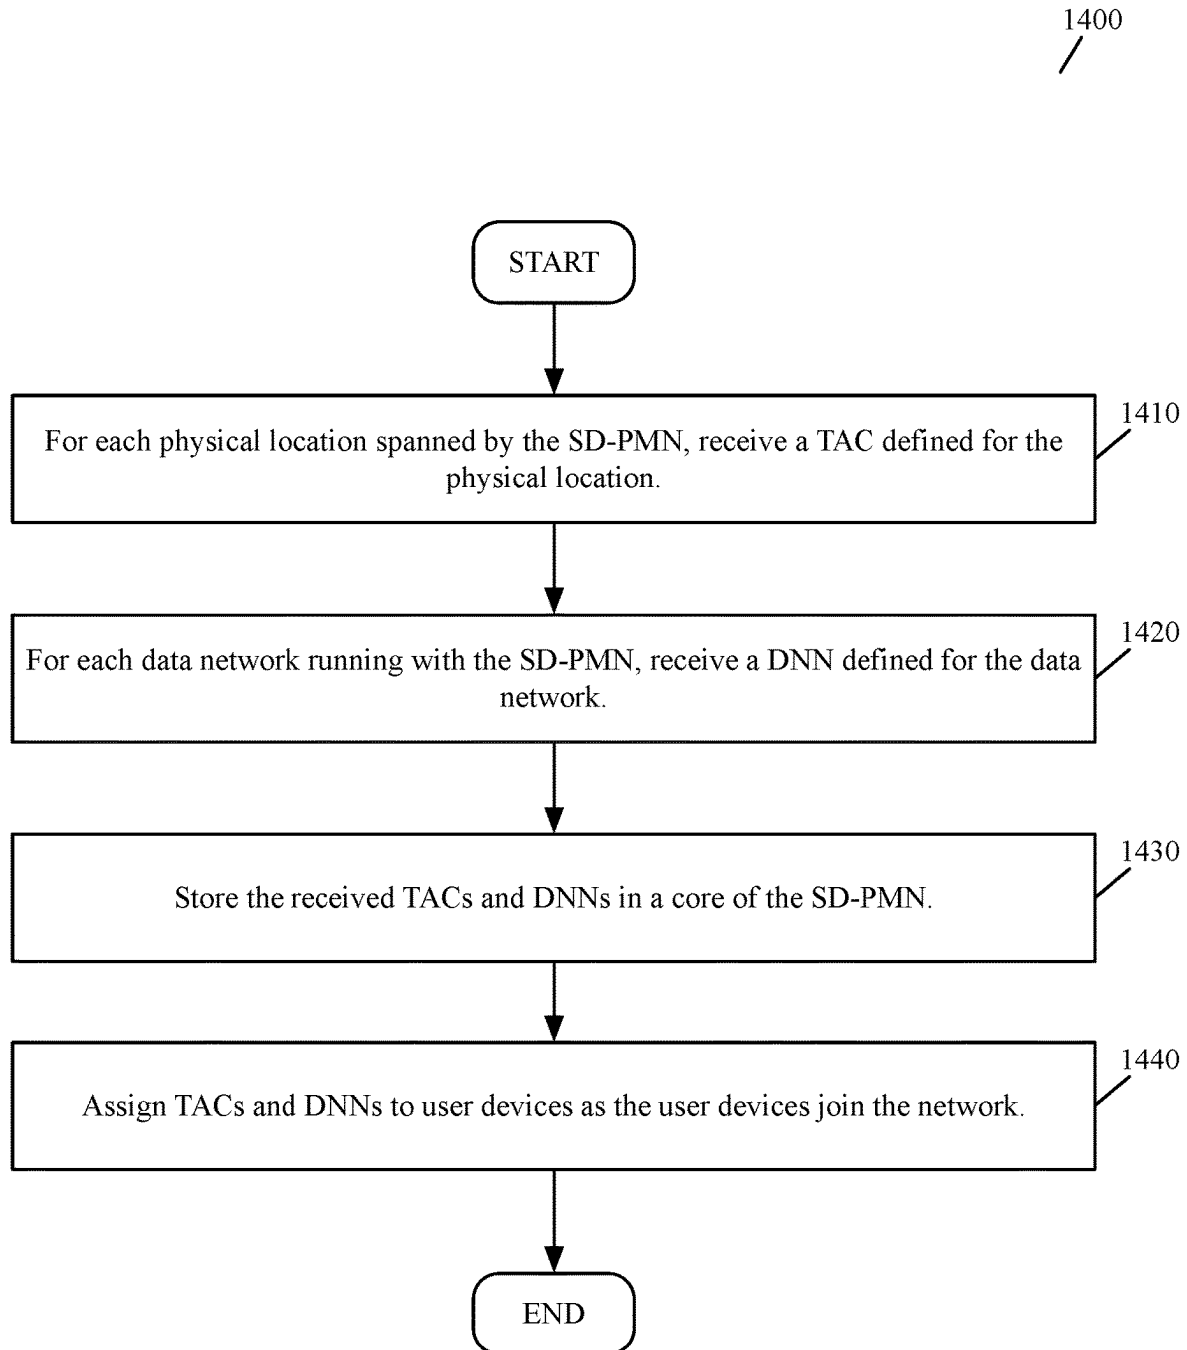 1400
START
1410
For each physical location spanned by the SD-PMN, receive a TAC defined for the
physical location.
1420
For each data network running with the SD-PMN, receive a DNN defined for the data
network.
1430
Store the received TACs and DNNs in a core of the SD-PMN.
1440
Assign TACs and DNNs to user devices as the user devices join the network.
END